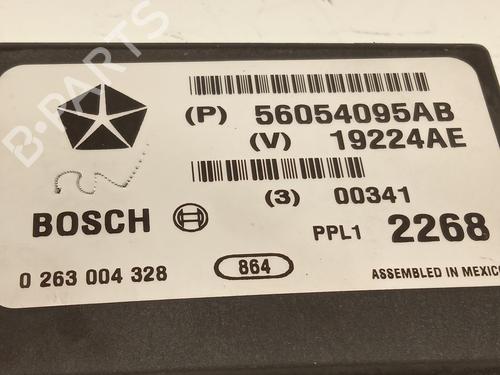 B-PARTS
(P) 56054095AB
(V) 19224AE
(3) 00341
BOSCH PPL1 2268
0 263 004 328 864 ASSEMBLED IN MEXICO